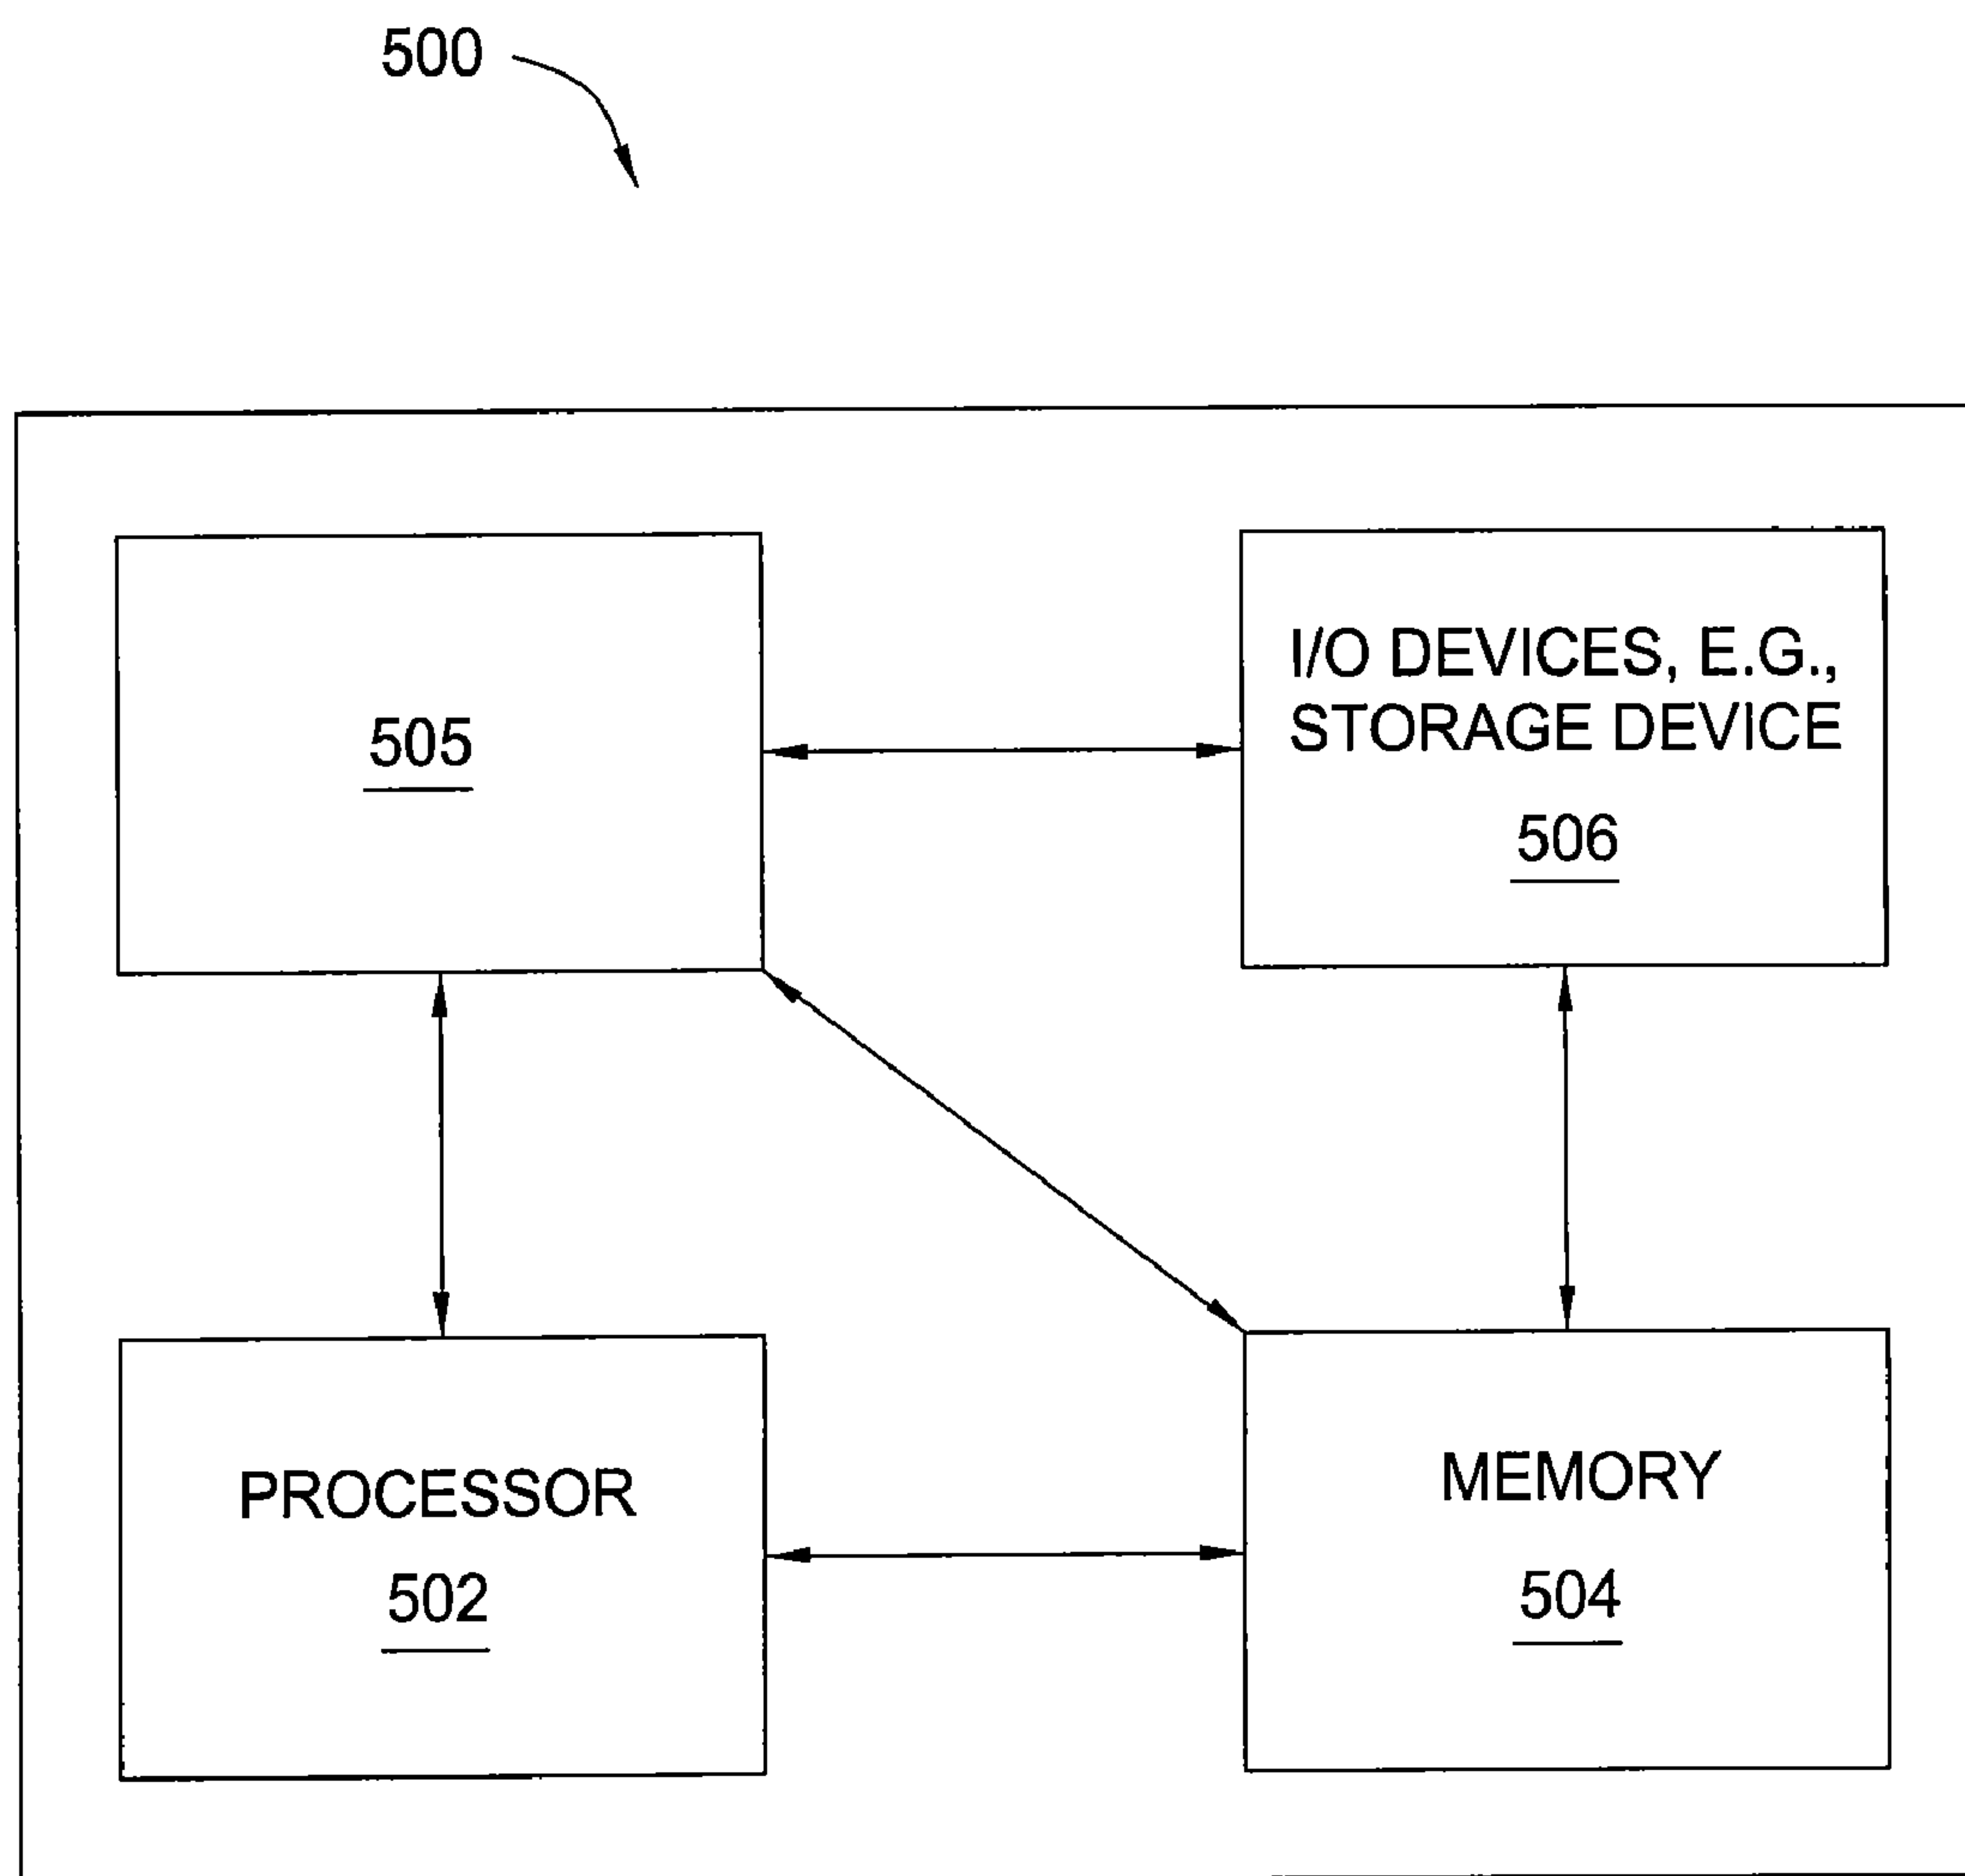 500
505
I/O DEVICES, E.G.,
STORAGE DEVICE
506
PROCESSOR
502
MEMORY
504